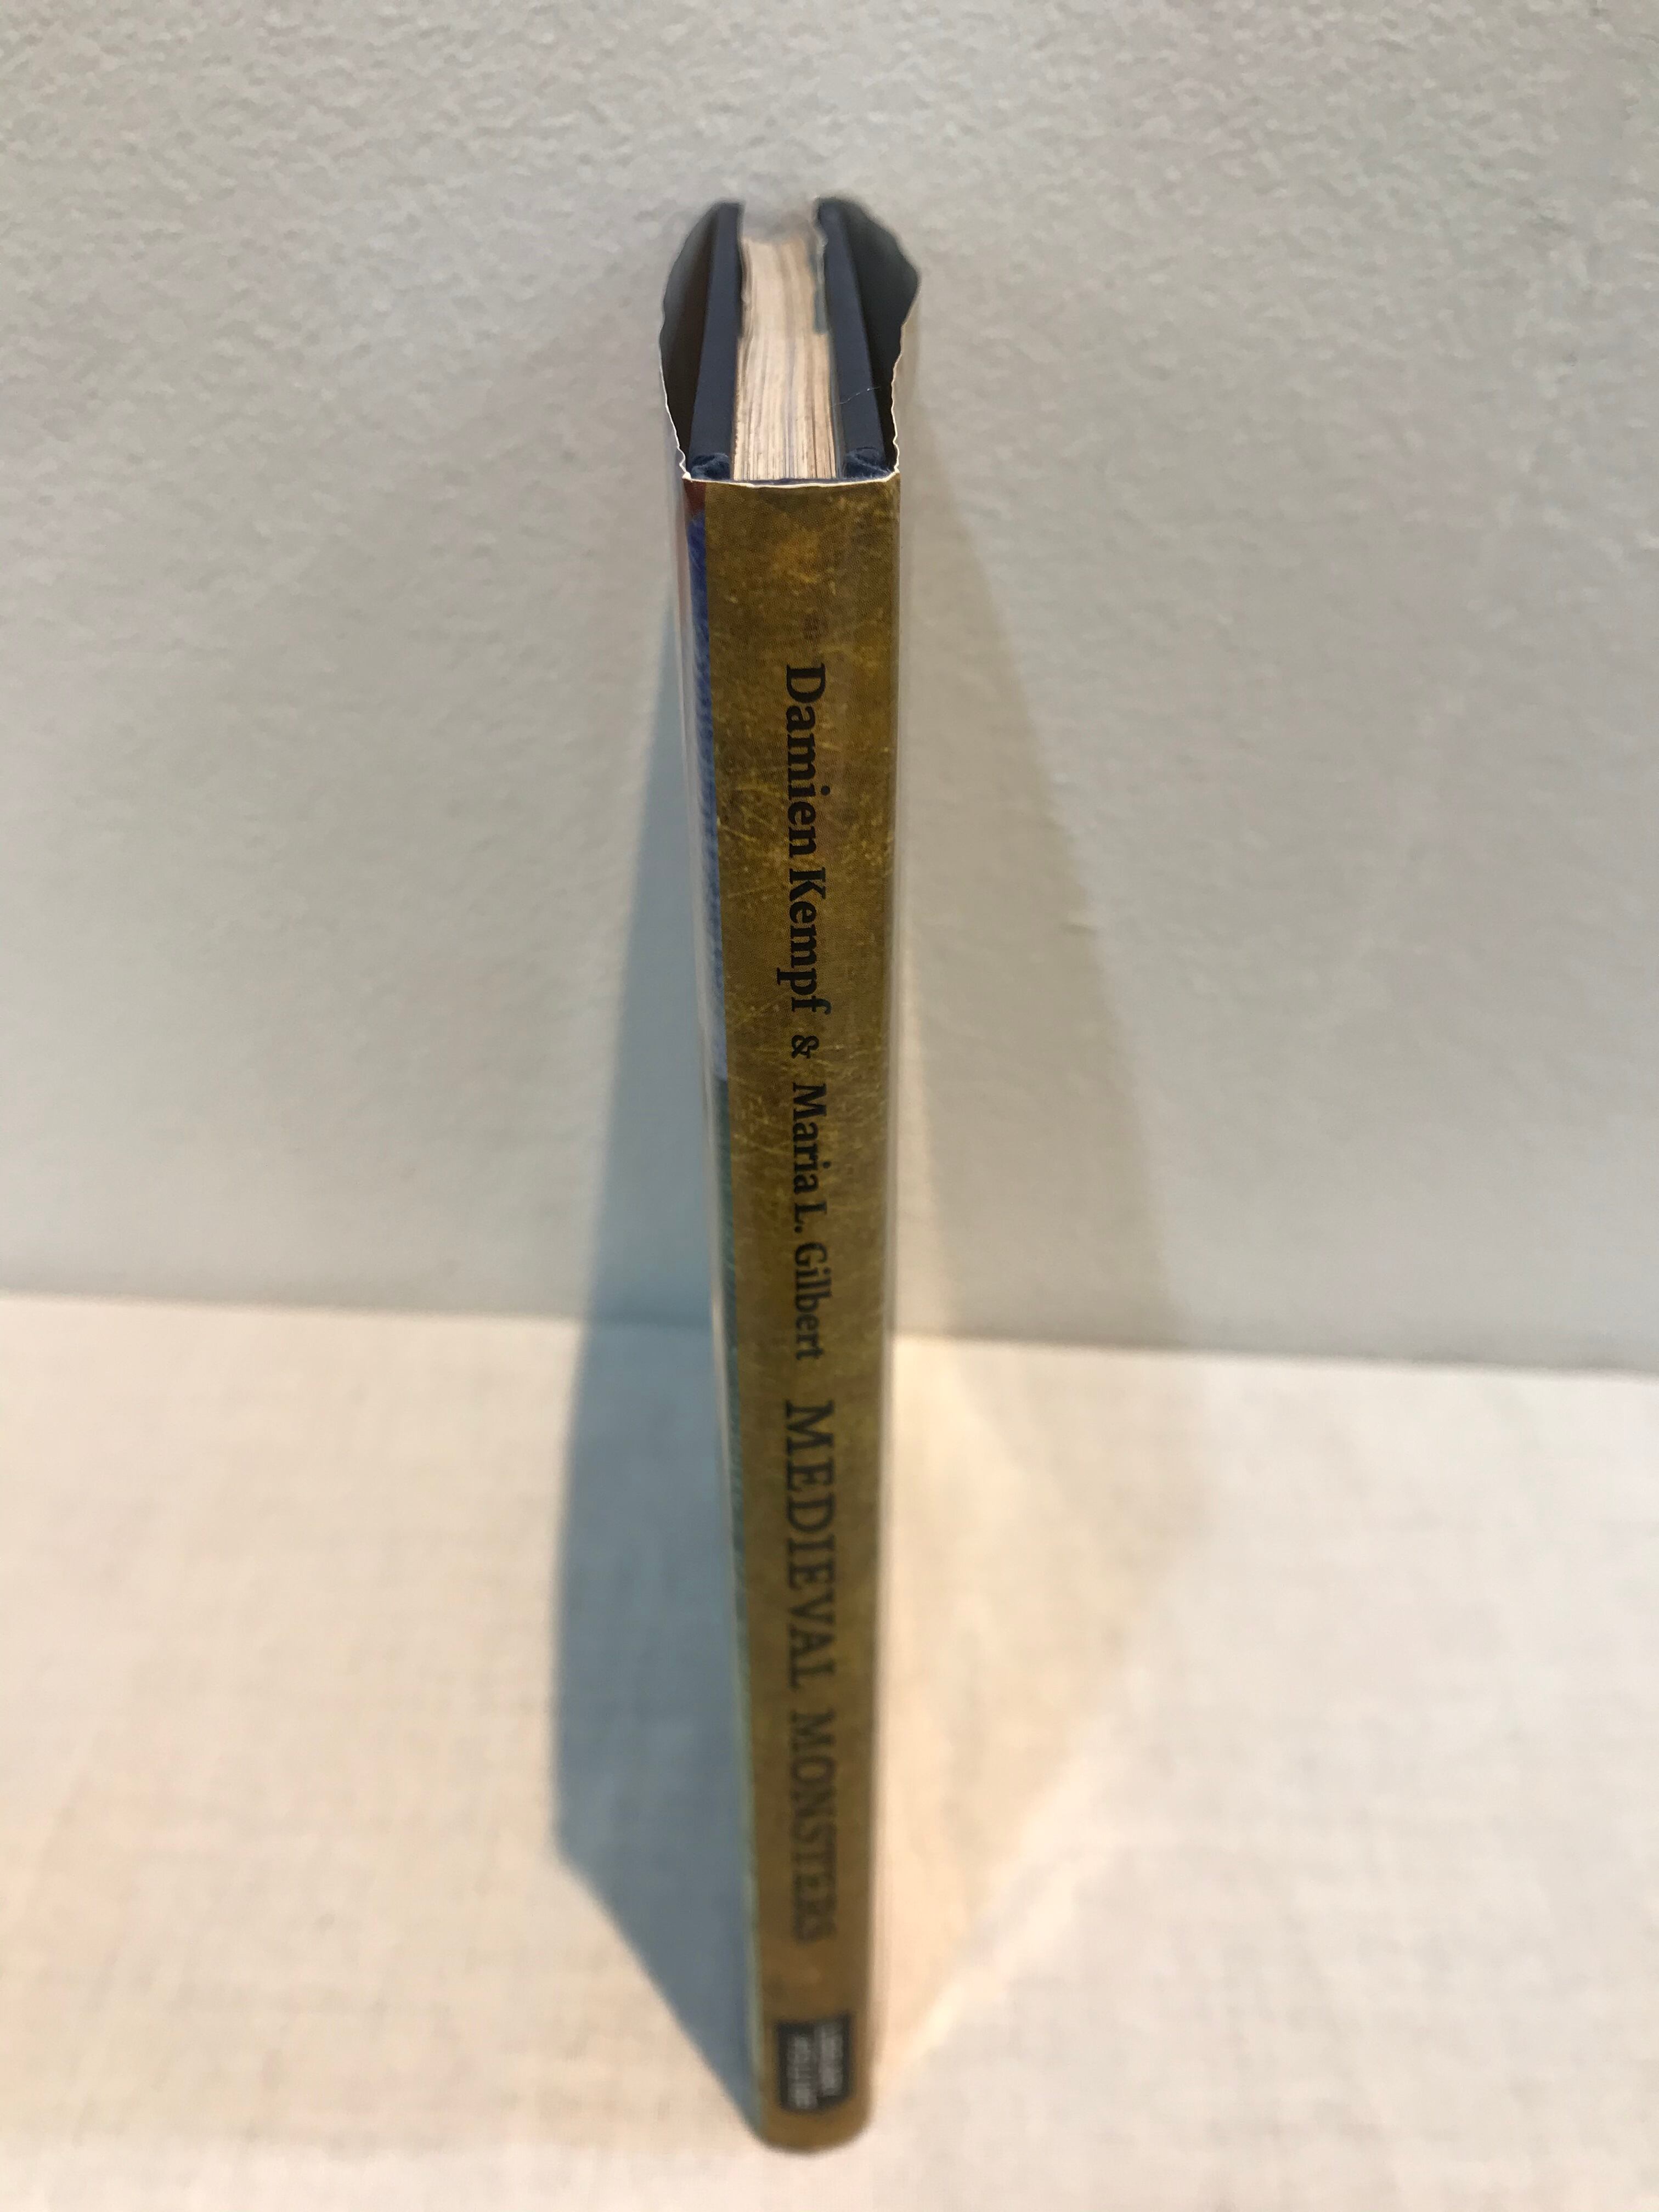 Damien Kempf & Maria L. Gilbert MEDIEVAL MONSTERS